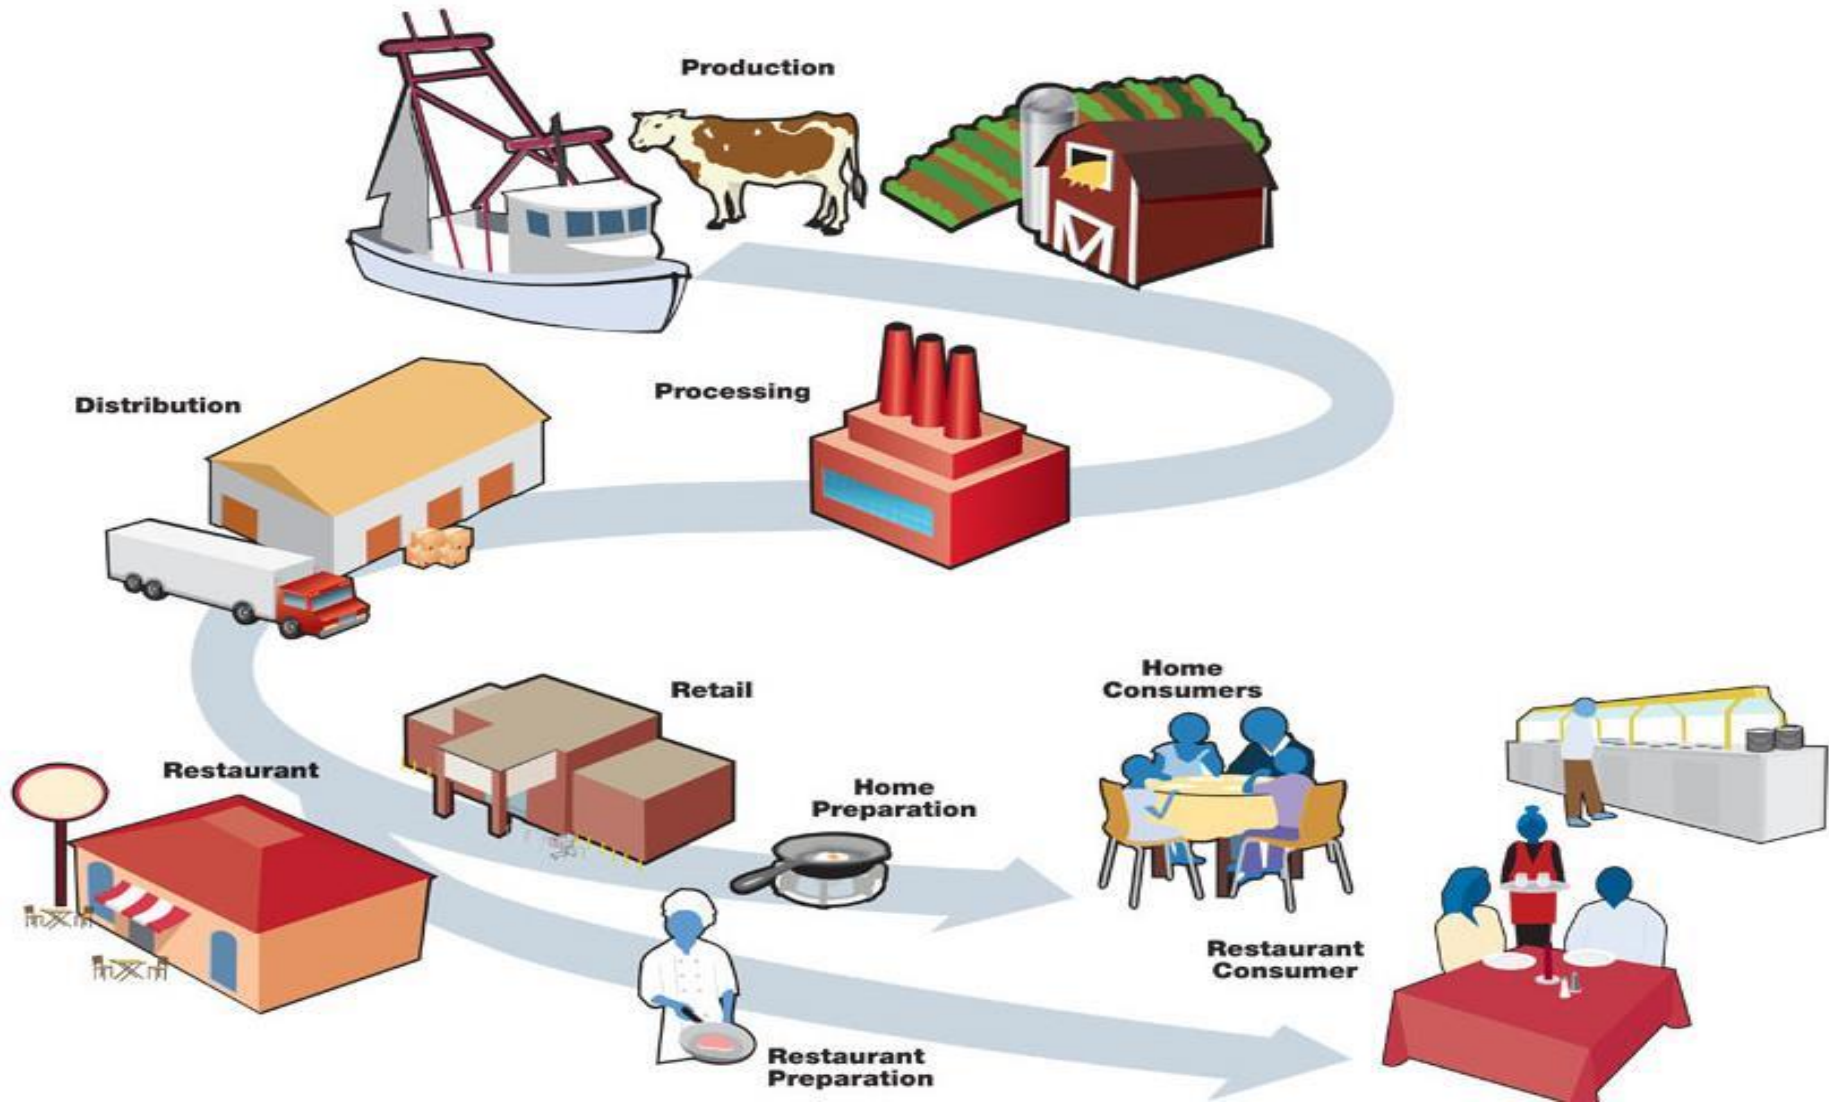 Production
Processing
Distribution
Retail
Restaurant
Home
Preparation
Home
Consumers
Restaurant
Preparation
Restaurant
Consumer